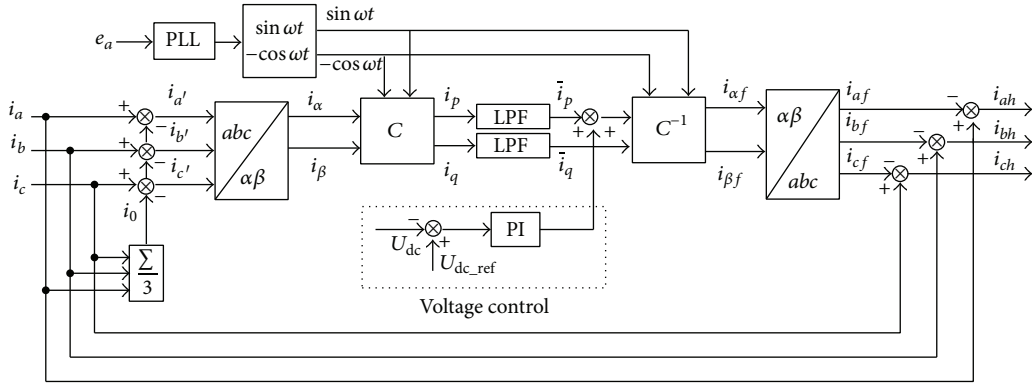 sin ωt
e_a
PLL
sin ωt
−cos ωt
−cos ωt
i_a
+
−
i_a'
i_b
+
−
i_b'
i_c
+
−
i_c'
i_0
abc
αβ
i_α
i_β
C
i_p
i_q
LPF
LPF
i̅_p
i̅_q
+
+
+
C⁻¹
i_αf
i_βf
αβ
abc
i_af
i_bf
i_cf
−
+
−
+
−
+
i_ah
i_bh
i_ch
∑
3
−
+
U_dc
U_dc_ref
PI
Voltage control